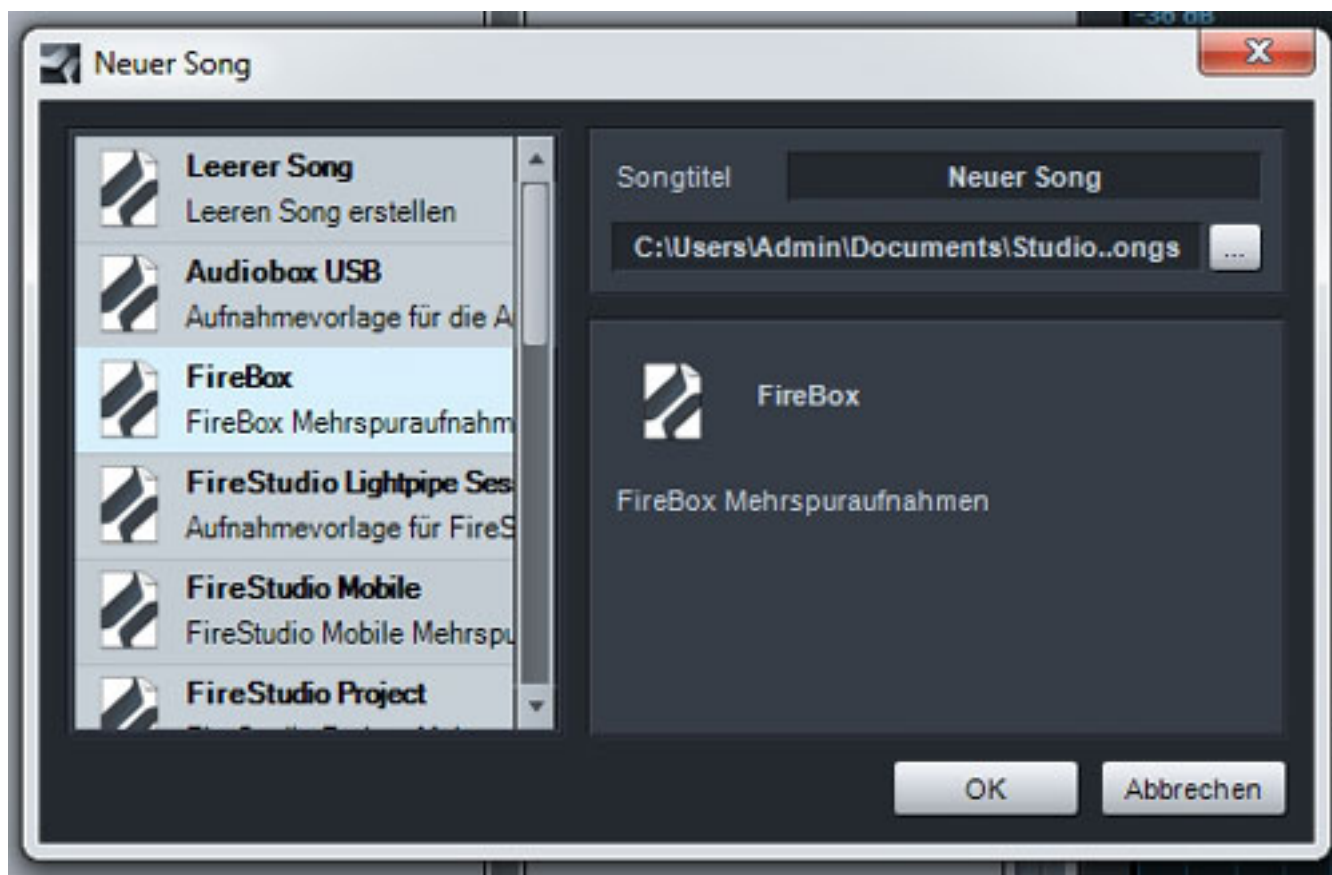 -36 dB
Neuer Song
Leerer Song
Leeren Song erstellen
Audiobox USB
Aufnahmevorlage für die A
FireBox
FireBox Mehrspuraufnahm
FireStudio Lightpipe Ses
Aufnahmevorlage für FireS
FireStudio Mobile
FireStudio Mobile Mehrspu
FireStudio Project
Songtitel
Neuer Song
C:\Users\Admin\Documents\Studio..ongs
...
FireBox
FireBox Mehrspuraufnahmen
OK
Abbrechen